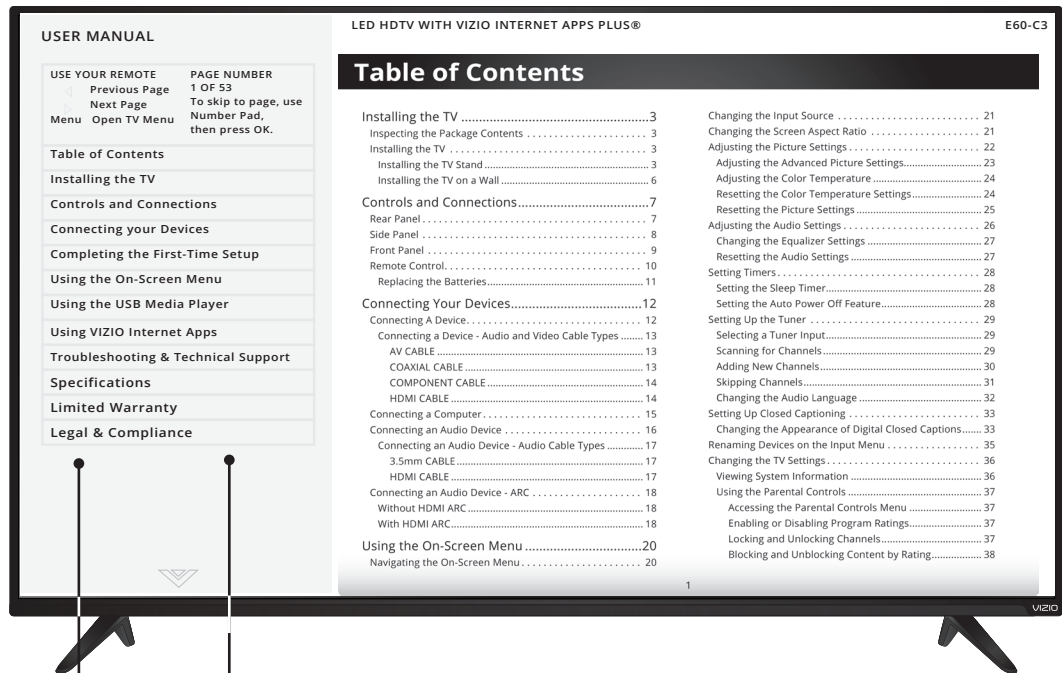 USER MANUAL
USE YOUR REMOTE
Previous Page
Next Page
Menu Open TV Menu
PAGE NUMBER
1 OF 53
To skip to page, use
Number Pad,
then press OK.
Table of Contents
Installing the TV
Controls and Connections
Connecting your Devices
Completing the First-Time Setup
Using the On-Screen Menu
Using the USB Media Player
Using VIZIO Internet Apps
Troubleshooting & Technical Support
Specifications
Limited Warranty
Legal & Compliance
LED HDTV WITH VIZIO INTERNET APPS PLUS®
E60-C3
Table of Contents
Installing the TV ... 3
Inspecting the Package Contents ... 3
Installing the TV ... 3
Installing the TV Stand ... 3
Installing the TV on a Wall ... 6
Controls and Connections ... 7
Rear Panel ... 7
Side Panel ... 8
Front Panel ... 9
Remote Control ... 10
Replacing the Batteries ... 11
Connecting Your Devices ... 12
Connecting A Device ... 12
Connecting a Device - Audio and Video Cable Types ... 13
AV CABLE ... 13
COAXIAL CABLE ... 13
COMPONENT CABLE ... 14
HDMI CABLE ... 14
Connecting a Computer ... 15
Connecting an Audio Device ... 16
Connecting an Audio Device - Audio Cable Types ... 17
3.5mm CABLE ... 17
HDMI CABLE ... 17
Connecting an Audio Device - ARC ... 18
Without HDMI ARC ... 18
With HDMI ARC ... 18
Using the On-Screen Menu ... 20
Navigating the On-Screen Menu ... 20
Changing the Input Source ... 21
Changing the Screen Aspect Ratio ... 21
Adjusting the Picture Settings ... 22
Adjusting the Advanced Picture Settings ... 23
Adjusting the Color Temperature ... 24
Resetting the Color Temperature Settings ... 24
Resetting the Picture Settings ... 25
Adjusting the Audio Settings ... 26
Changing the Equalizer Settings ... 27
Resetting the Audio Settings ... 27
Setting Timers ... 28
Setting the Sleep Timer ... 28
Setting the Auto Power Off Feature ... 28
Setting Up the Tuner ... 29
Selecting a Tuner Input ... 29
Scanning for Channels ... 29
Adding New Channels ... 30
Skipping Channels ... 31
Changing the Audio Language ... 32
Setting Up Closed Captioning ... 33
Changing the Appearance of Digital Closed Captions ... 33
Renaming Devices on the Input Menu ... 35
Changing the TV Settings ... 36
Viewing System Information ... 36
Using the Parental Controls ... 37
Accessing the Parental Controls Menu ... 37
Enabling or Disabling Program Ratings ... 37
Locking and Unlocking Channels ... 37
Blocking and Unblocking Content by Rating ... 38
1
VIZIO